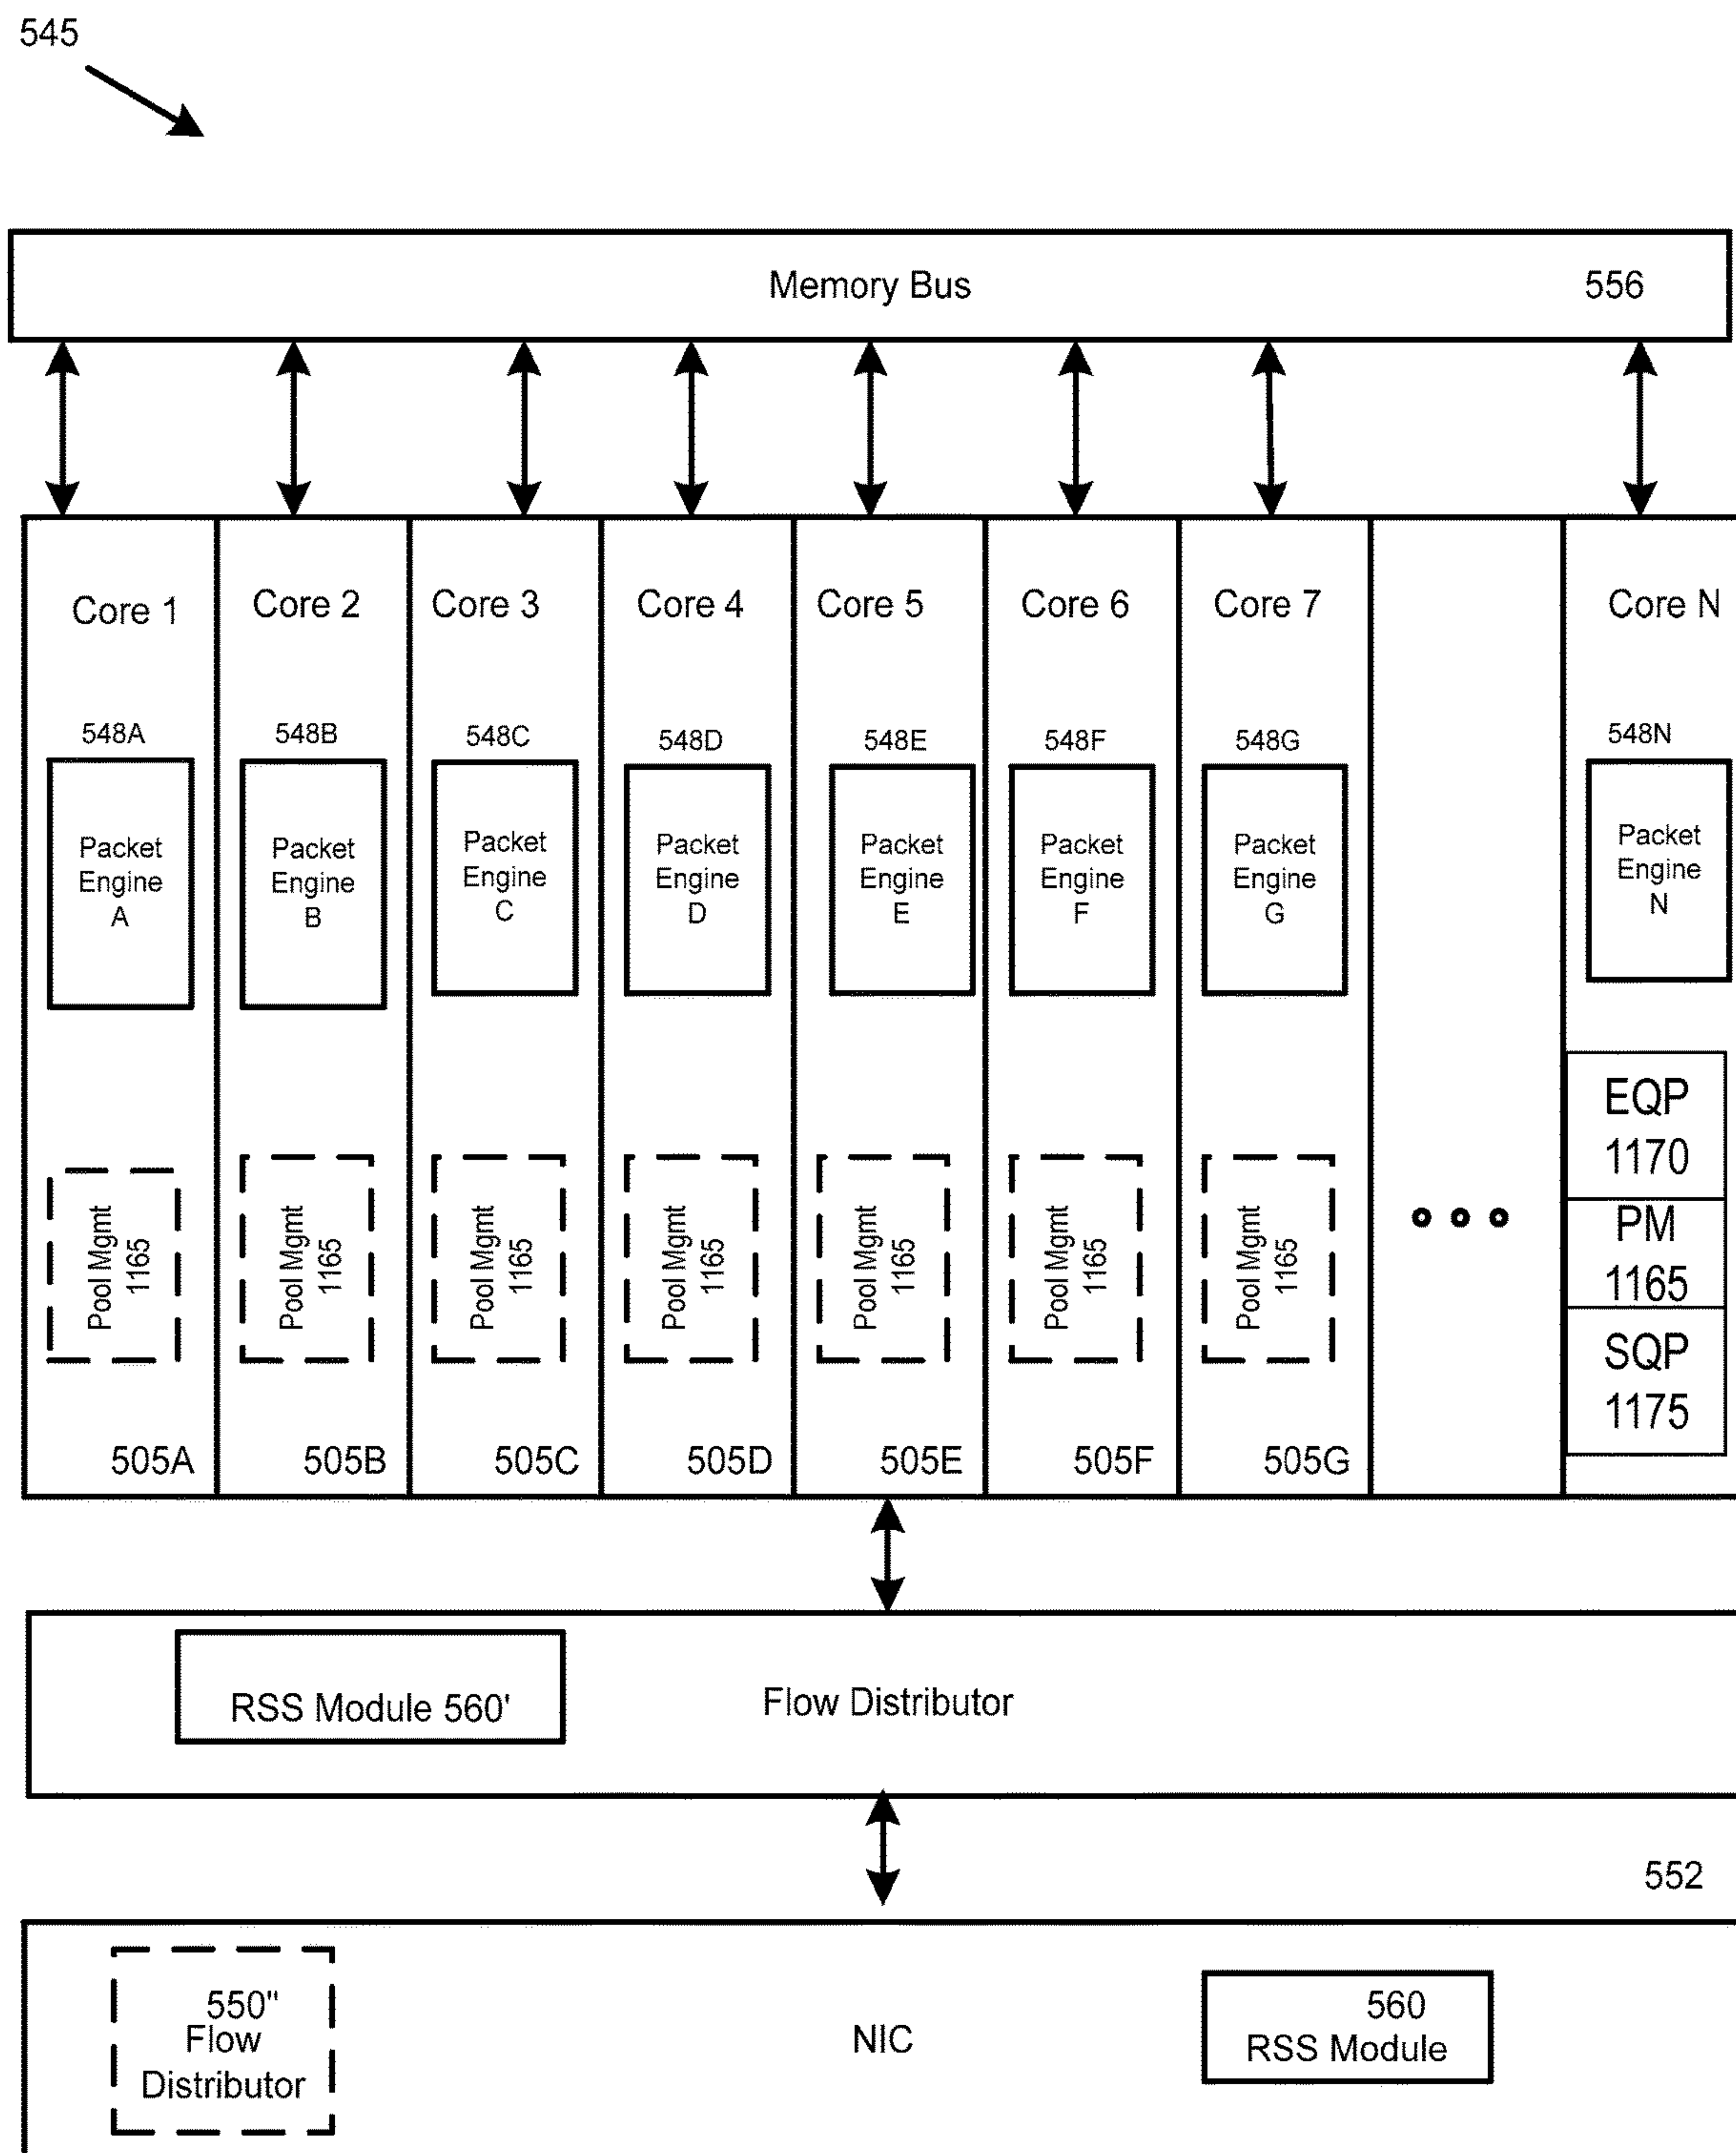 545
Memory Bus 556
Core 1 Core 2 Core 3 Core 4 Core 5 Core 6 Core 7 Core N
548A 548B 548C 548D 548E 548F 548G 548N
Packet
Engine
A
Packet
Engine
B
Packet
Engine
C
Packet
Engine
D
Packet
Engine
E
Packet
Engine
F
Packet
Engine
G
Packet
Engine
N
Pool Mgmt
1165
Pool Mgmt
1165
Pool Mgmt
1165
Pool Mgmt
1165
Pool Mgmt
1165
Pool Mgmt
1165
Pool Mgmt
1165
EQP
1170
PM
1165
SQP
1175
505A 505B 505C 505D 505E 505F 505G
RSS Module 560' Flow Distributor
552
550"
Flow
Distributor
NIC
560
RSS Module